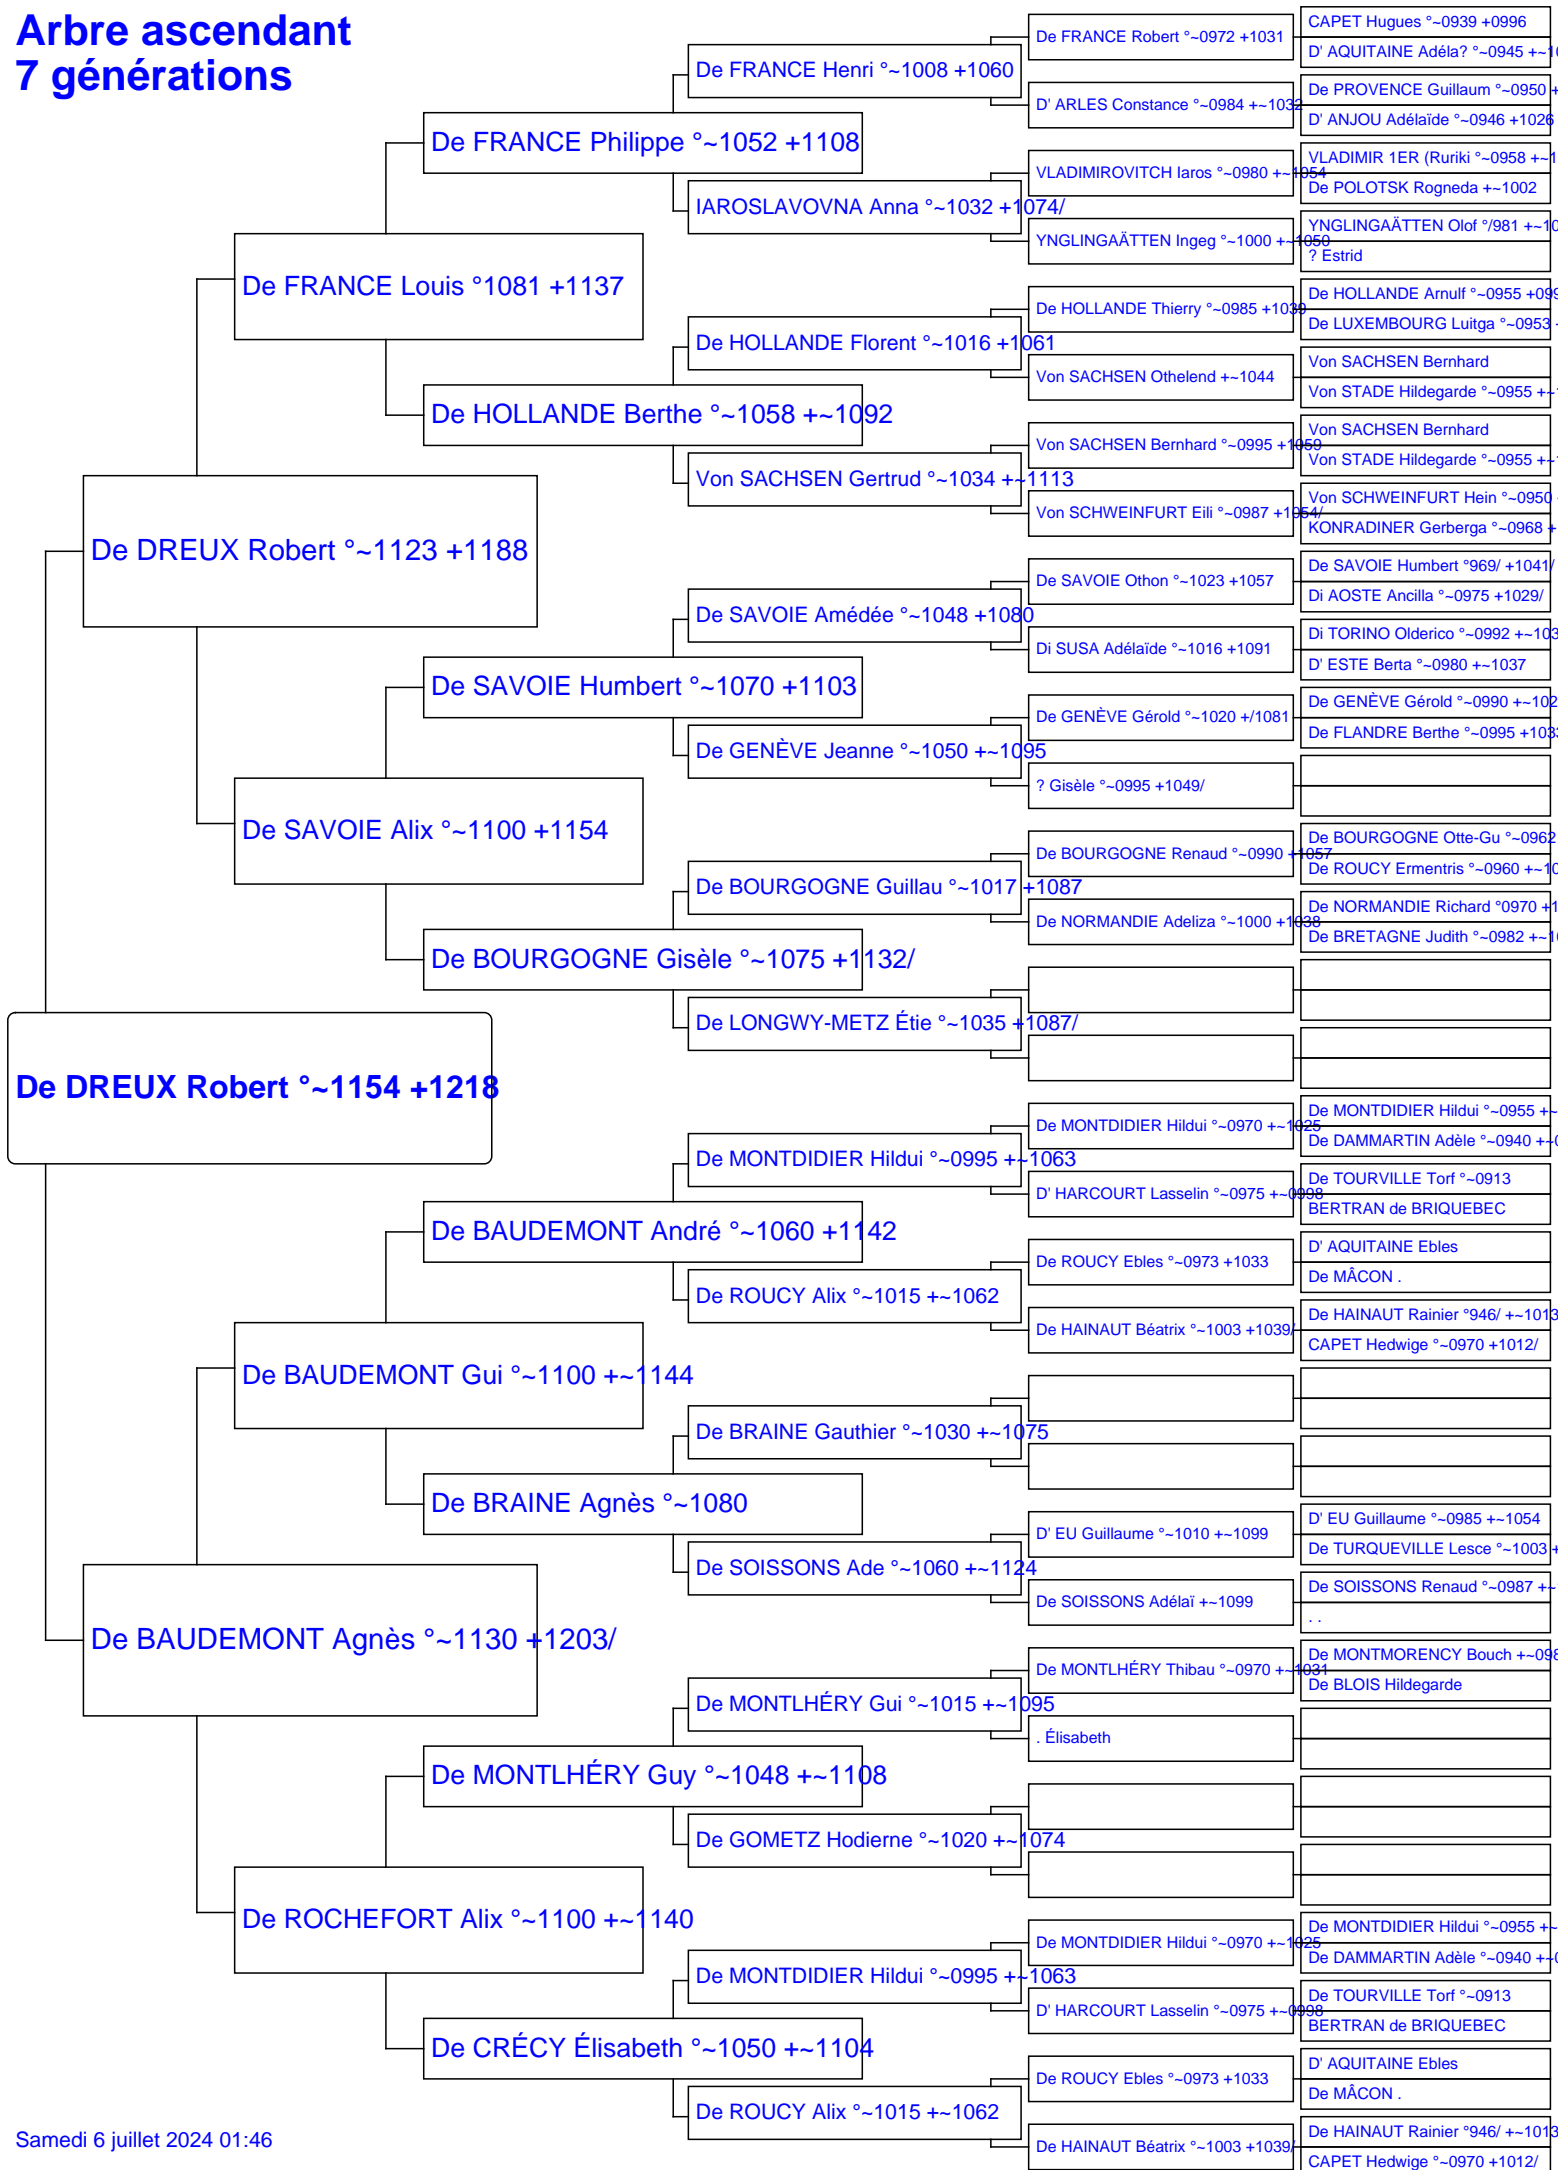 Arbre ascendant
7 générations
De DREUX Robert °~1154 +1218
De DREUX Robert °~1123 +1188
De BAUDEMONT Agnès °~1130 +1203/
De FRANCE Louis °1081 +1137
De SAVOIE Alix °~1100 +1154
De BAUDEMONT Gui °~1100 +~1144
De ROCHEFORT Alix °~1100 +~1140
De FRANCE Philippe °~1052 +1108
De HOLLANDE Berthe °~1058 +~1092
De SAVOIE Humbert °~1070 +1103
De BOURGOGNE Gisèle °~1075 +1132/
De BAUDEMONT André °~1060 +1142
De BRAINE Agnès °~1080
De MONTLHÉRY Guy °~1048 +~1108
De CRÉCY Élisabeth °~1050 +~1104
De FRANCE Henri °~1008 +1060
IAROSLAVOVNA Anna °~1032 +1074/
De HOLLANDE Florent °~1016 +1061
Von SACHSEN Gertrud °~1034 +~1113
De SAVOIE Amédée °~1048 +1080
De GENÈVE Jeanne °~1050 +~1095
De BOURGOGNE Guillau °~1017 +1087
De LONGWY-METZ Étie °~1035 +1087/
De MONTDIDIER Hildui °~0995 +~1063
De ROUCY Alix °~1015 +~1062
De BRAINE Gauthier °~1030 +~1075
De SOISSONS Ade °~1060 +~1124
De MONTLHÉRY Gui °~1015 +~1095
De GOMETZ Hodierne °~1020 +~1074
De MONTDIDIER Hildui °~0995 +~1063
De ROUCY Alix °~1015 +~1062
De FRANCE Robert °~0972 +1031
D' ARLES Constance °~0984 +~1032
VLADIMIROVITCH Iaros °~0980 +~1054
YNGLINGAÄTTEN Ingeg °~1000 +~1050
De HOLLANDE Thierry °~0985 +1039
Von SACHSEN Othelend +~1044
Von SACHSEN Bernhard °~0995 +1059
Von SCHWEINFURT Eili °~0987 +1054/
De SAVOIE Othon °~1023 +1057
Di SUSA Adélaïde °~1016 +1091
De GENÈVE Gérold °~1020 +/1081
? Gisèle °~0995 +1049/
De BOURGOGNE Renaud °~0990 +1057
De NORMANDIE Adeliza °~1000 +1038
De MONTDIDIER Hildui °~0970 +~1025
D' HARCOURT Lasselin °~0975 +~0998
De ROUCY Ebles °~0973 +1033
De HAINAUT Béatrix °~1003 +1039/
D' EU Guillaume °~1010 +~1099
De SOISSONS Adélaï +~1099
De MONTLHÉRY Thibau °~0970 +~1031
. Élisabeth
De MONTDIDIER Hildui °~0970 +~1025
D' HARCOURT Lasselin °~0975 +~0998
De ROUCY Ebles °~0973 +1033
De HAINAUT Béatrix °~1003 +1039/
CAPET Hugues °~0939 +0996
D' AQUITAINE Adéla? °~0945 +~10
De PROVENCE Guillaum °~0950 +
D' ANJOU Adélaïde °~0946 +1026
VLADIMIR 1ER (Ruriki °~0958 +~1
De POLOTSK Rogneda +~1002
YNGLINGAÄTTEN Olof °/981 +~10
? Estrid
De HOLLANDE Arnulf °~0955 +099
De LUXEMBOURG Luitga °~0953 +
Von SACHSEN Bernhard
Von STADE Hildegarde °~0955 +~1
Von SACHSEN Bernhard
Von STADE Hildegarde °~0955 +~1
Von SCHWEINFURT Hein °~0950 +
KONRADINER Gerberga °~0968 +
De SAVOIE Humbert °969/ +1041/
Di AOSTE Ancilla °~0975 +1029/
Di TORINO Olderico °~0992 +~103
D' ESTE Berta °~0980 +~1037
De GENÈVE Gérold °~0990 +~102
De FLANDRE Berthe °~0995 +1033
De BOURGOGNE Otte-Gu °~0962
De ROUCY Ermentris °~0960 +~10
De NORMANDIE Richard °0970 +1
De BRETAGNE Judith °~0982 +~10
De MONTDIDIER Hildui °~0955 +~
De DAMMARTIN Adèle °~0940 +~0
De TOURVILLE Torf °~0913
BERTRAN de BRIQUEBEC
D' AQUITAINE Ebles
De MÂCON .
De HAINAUT Rainier °946/ +~1013
CAPET Hedwige °~0970 +1012/
D' EU Guillaume °~0985 +~1054
De TURQUEVILLE Lesce °~1003 +
De SOISSONS Renaud °~0987 +~
. .
De MONTMORENCY Bouch +~098
De BLOIS Hildegarde
De MONTDIDIER Hildui °~0955 +~
De DAMMARTIN Adèle °~0940 +~0
De TOURVILLE Torf °~0913
BERTRAN de BRIQUEBEC
D' AQUITAINE Ebles
De MÂCON .
De HAINAUT Rainier °946/ +~1013
CAPET Hedwige °~0970 +1012/
Samedi 6 juillet 2024 01:46